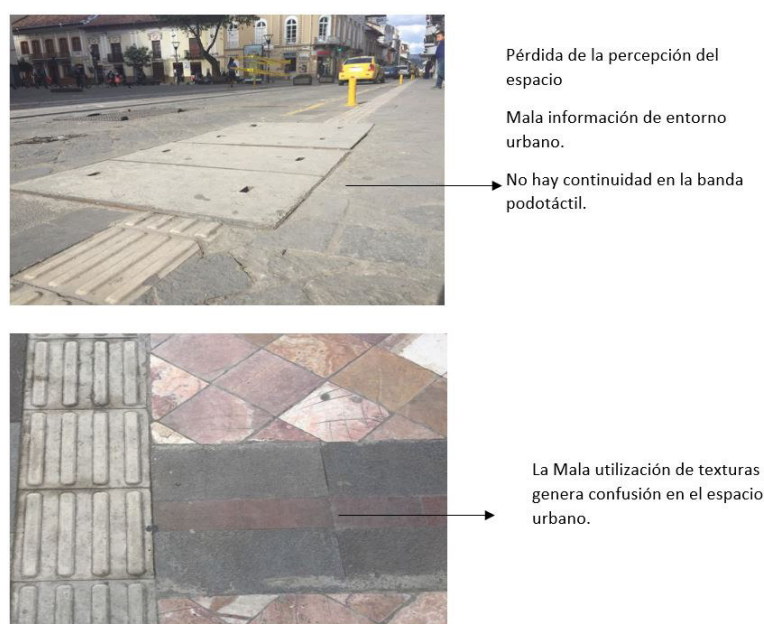 Pérdida de la percepción del
espacio
Mala información de entorno
urbano.
No hay continuidad en la banda
podotáctil.
La Mala utilización de texturas
genera confusión en el espacio
urbano.